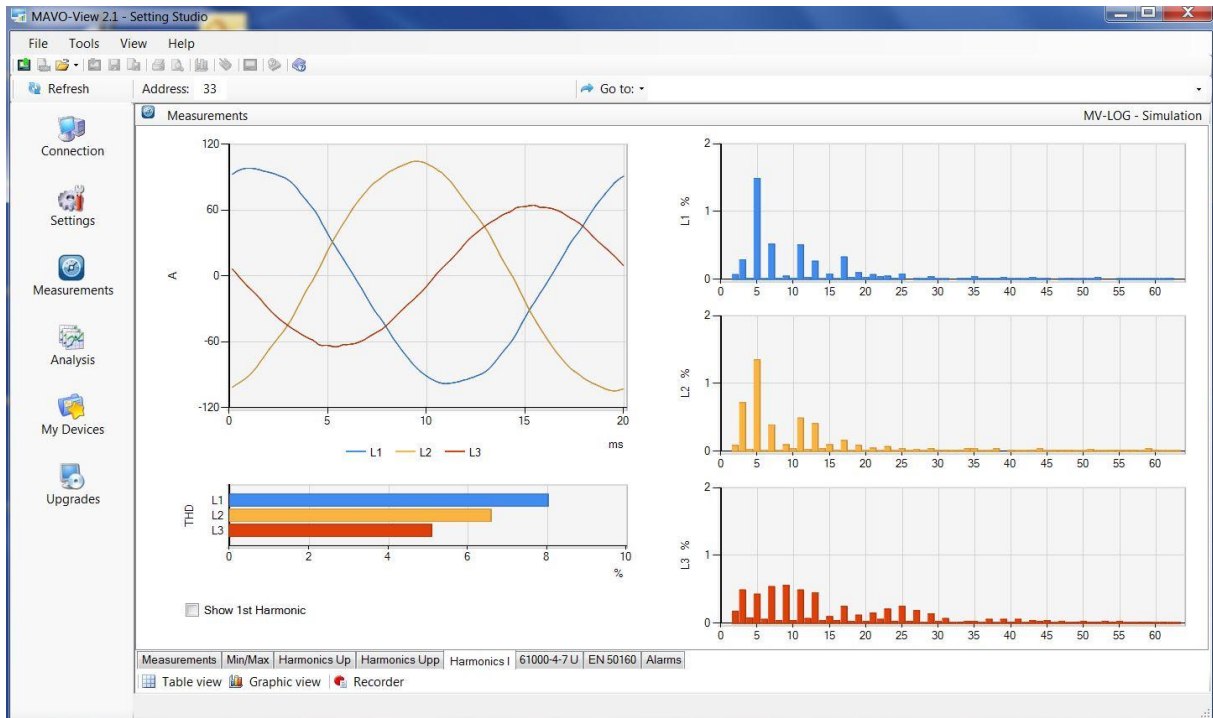 MAVO-View 2.1 - Setting Studio
File Tools View Help
Refresh Address: 33 Go to:
Connection
Settings
Measurements
Analysis
My Devices
Upgrades
Measurements MV-LOG - Simulation
120
60
0
-60
-120
A
0 5 10 15 20
ms
L1 L2 L3
THD
L1
L2
L3
0 2 4 6 8 10
%
Show 1st Harmonic
2
1
0
L1 %
0 5 10 15 20 25 30 35 40 45 50 55 60
2
1
0
L2 %
0 5 10 15 20 25 30 35 40 45 50 55 60
2
1
0
L3 %
0 5 10 15 20 25 30 35 40 45 50 55 60
Measurements Min/Max Harmonics Up Harmonics Upp Harmonics I 61000-4-7 U EN 50160 Alarms
Table view Graphic view Recorder